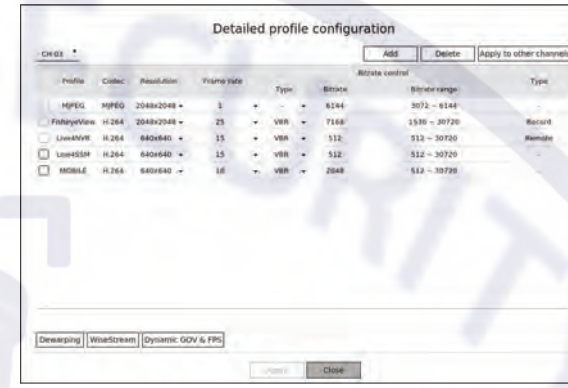 Detailed profile configuration
CH 03 Add Delete Apply to other channels
Bitrate control
Profile Codec Resolution Frame rate Type Bitrate Bitrate range Type
MJPEG MJPEG 2048x2048 1 - 6144 3072 ~ 6144 -
FisheyeView H.264 2048x2048 25 VBR 7168 1536 ~ 30720 Record
Live4NVR H.264 640x640 15 VBR 512 512 ~ 30720 Remote
Live4SSM H.264 640x640 15 VBR 512 512 ~ 30720 -
MOBILE H.264 640x640 10 VBR 2048 512 ~ 30720 -
Dewarping WiseStream Dynamic GOV & FPS
Apply Close
ECURITY